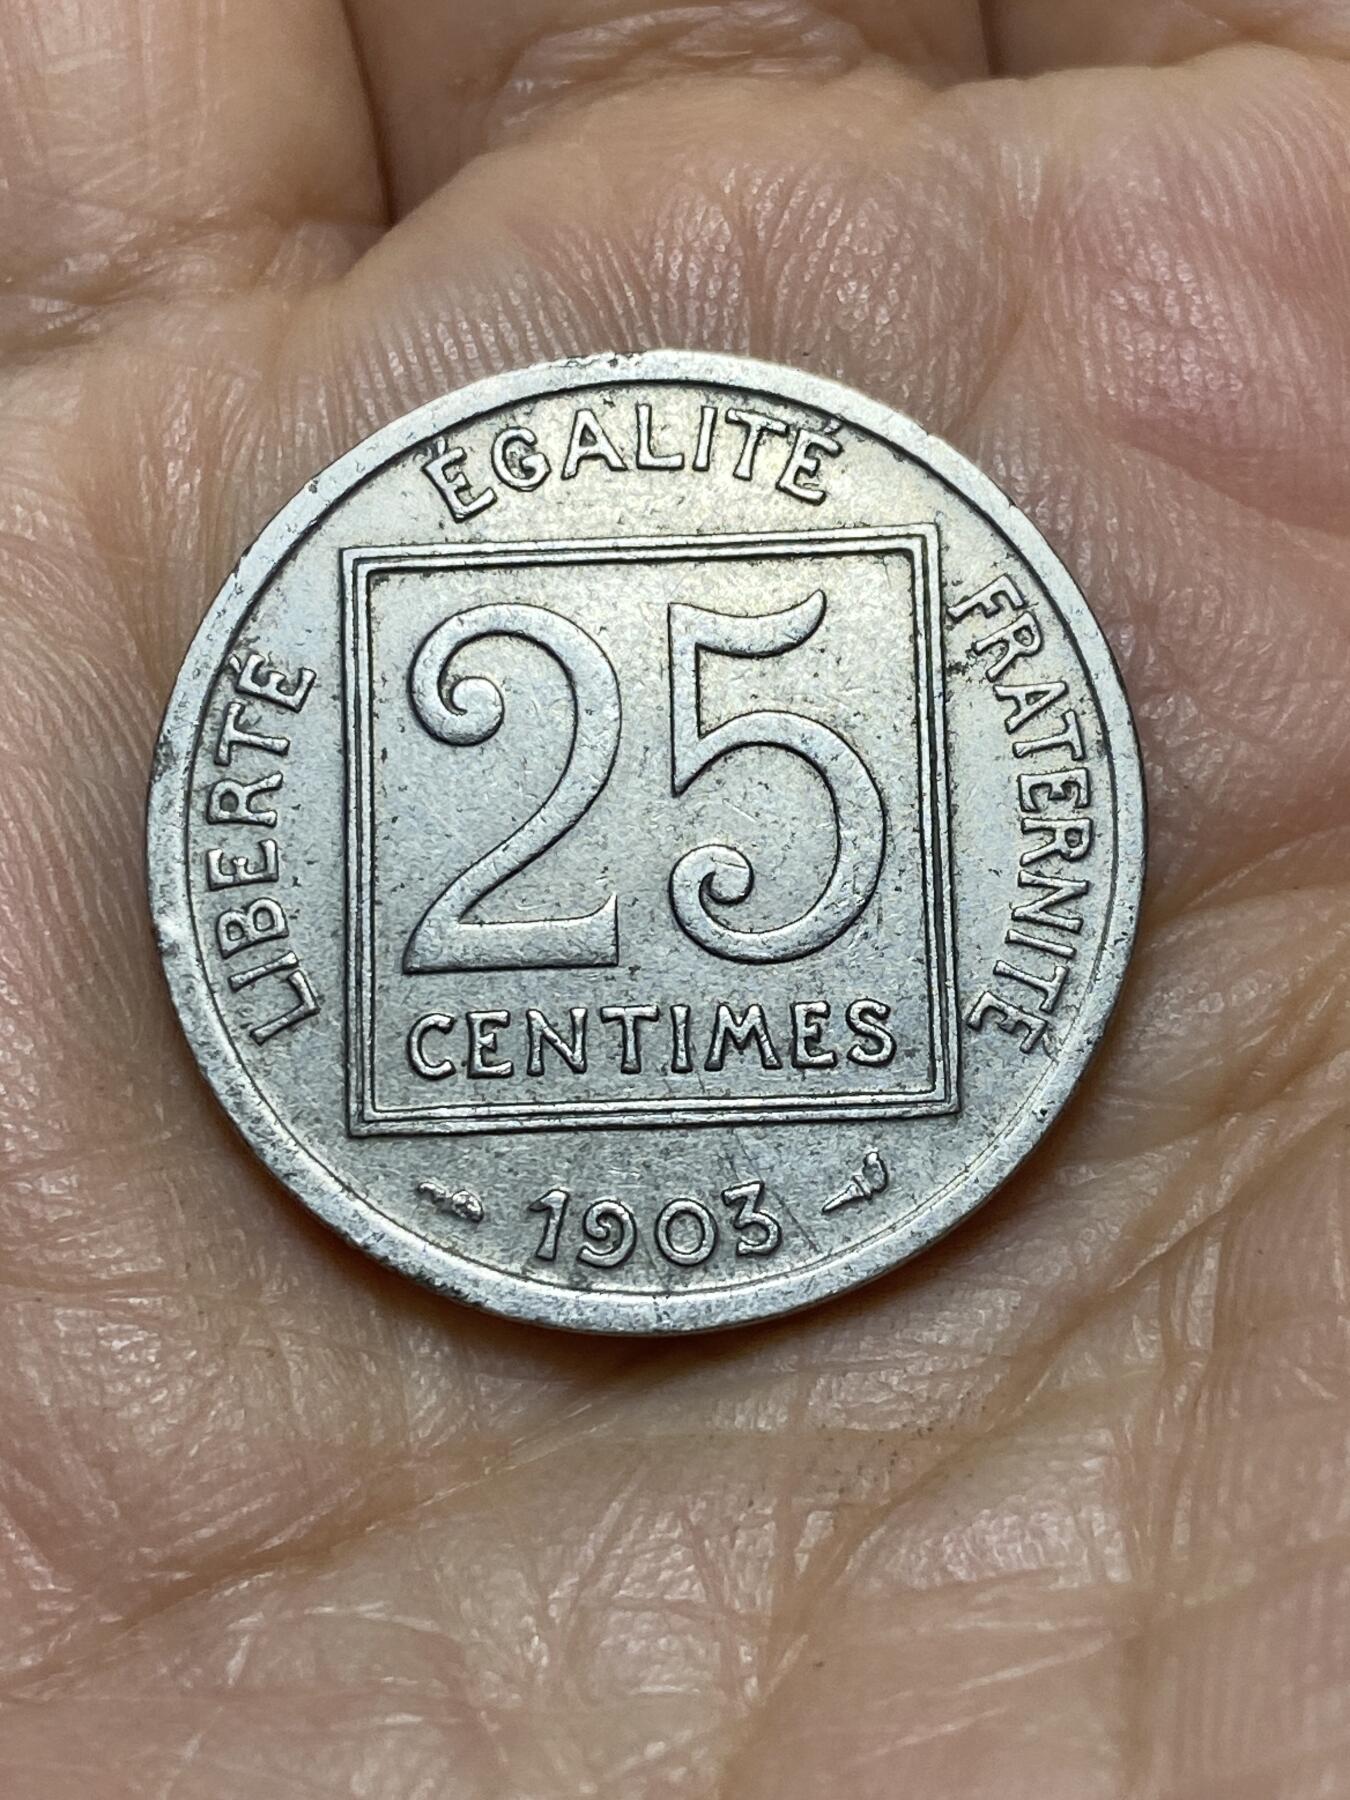 LIBERTÉ
ÉGALITÉ
FRATERNITÉ
25
CENTIMES
1903